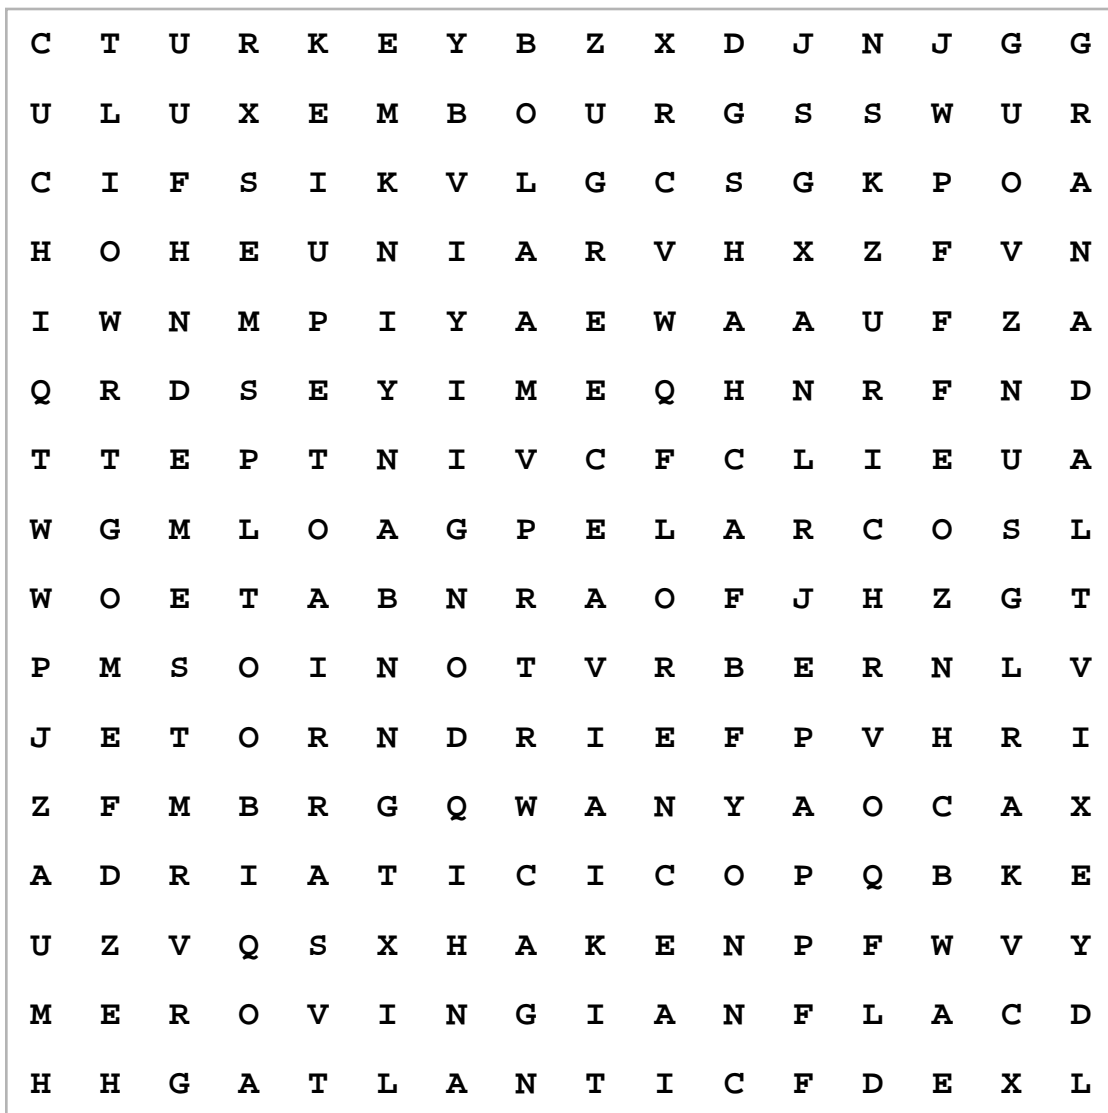 C T U R K E Y B Z X D J N J G G
U L U X E M B O U R G S S W U R
C I F S I K V L G C S G K P O A
H O H E U N I A R V H X Z F V N
I W N M P I Y A E W A A U F Z A
Q R D S E Y I M E Q H N R F N D
T T E P T N I V C F C L I E U A
W G M L O A G P E L A R C O S L
W O E T A B N R A O F J H Z G T
P M S O I N O T V R B E R N L V
J E T O R N D R I E F P V H R I
Z F M B R G Q W A N Y A O C A X
A D R I A T I C I C O P Q B K E
U Z V Q S X H A K E N P F W V Y
M E R O V I N G I A N F L A C D
H H G A T L A N T I C F D E X L